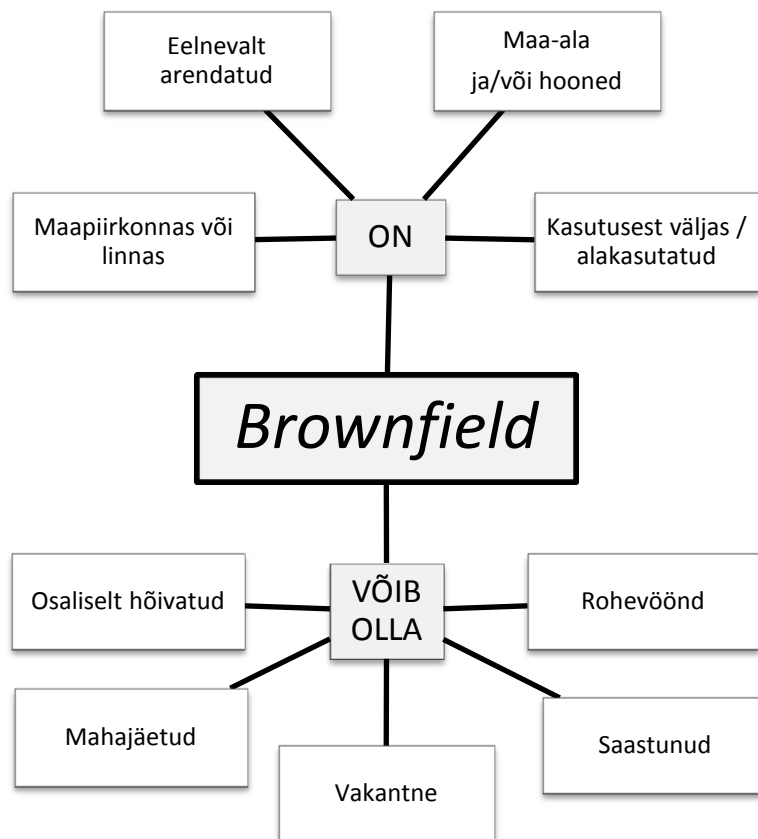 Eelnevalt
arendatud
Maa-ala
ja/või hooned
Maapiirkonnas või
linnas
ON
Kasutusest väljas /
alakasutatud
Brownfield
Osaliselt hõivatud
VÕIB
OLLA
Rohevöönd
Mahajäetud
Vakantne
Saastunud